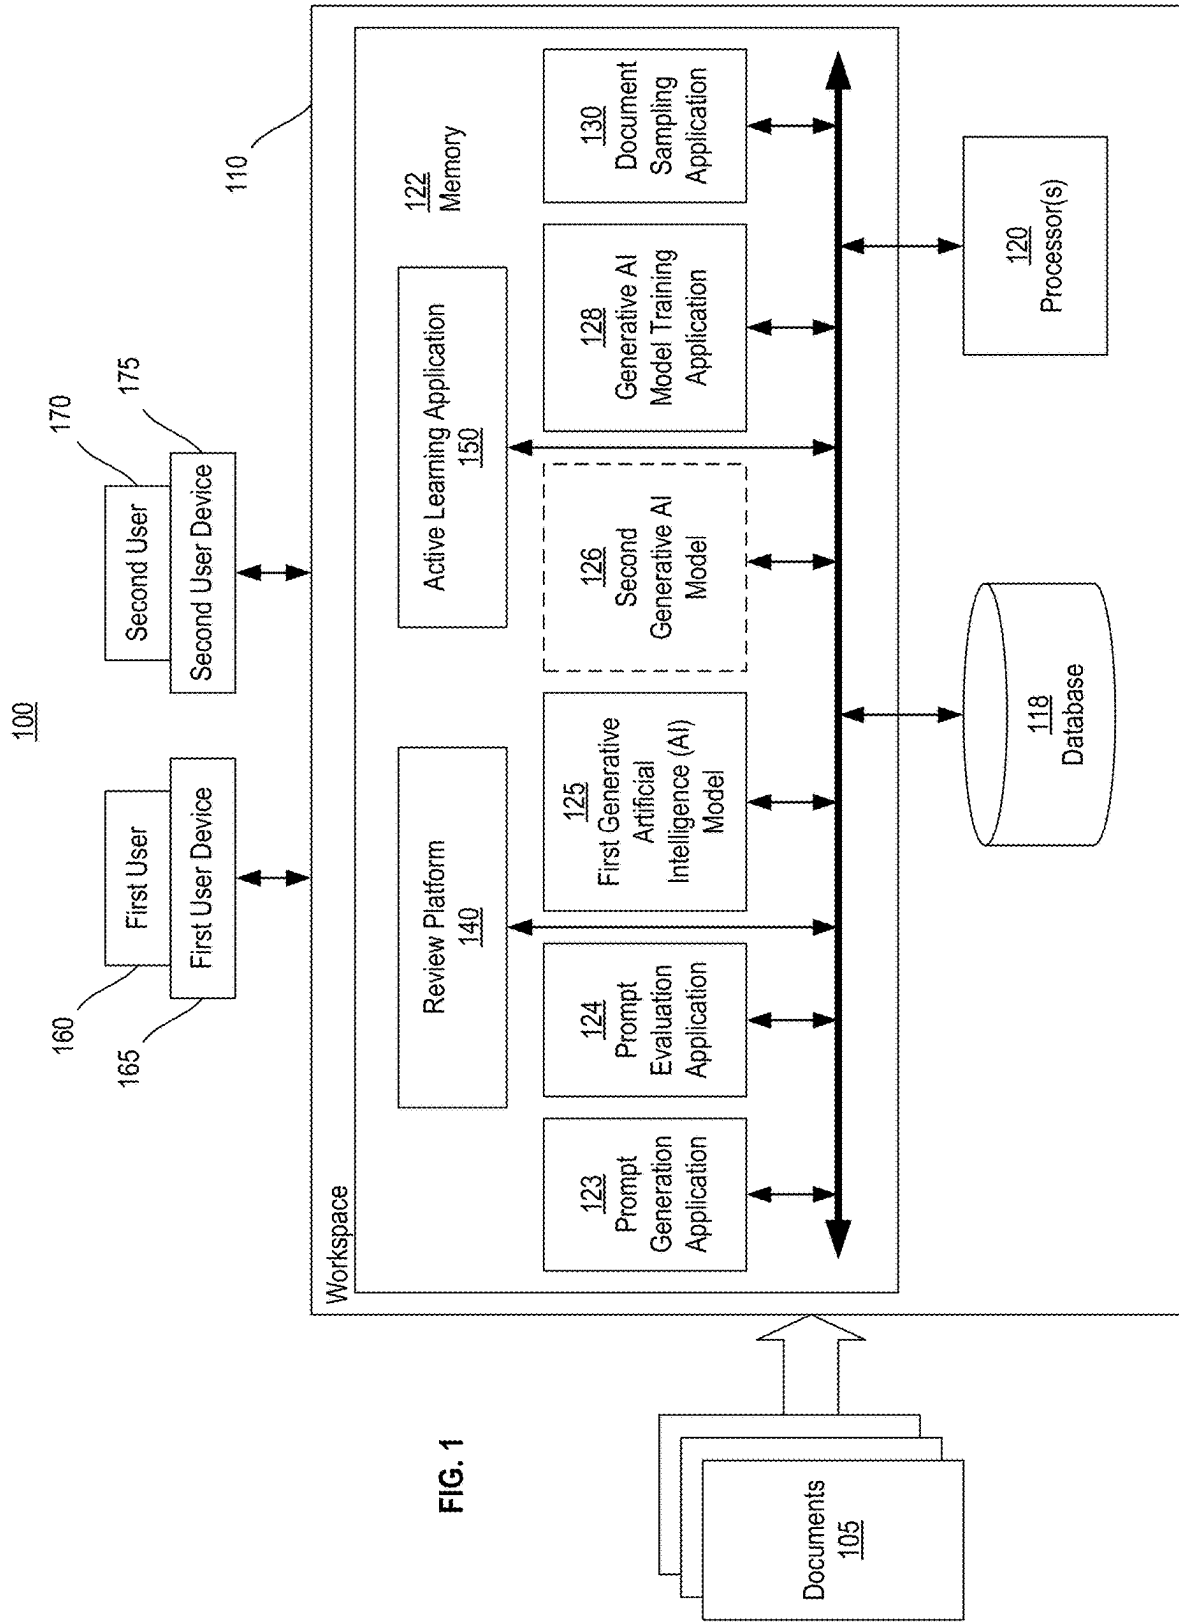 100
160
First User
165
First User Device
170
Second User
175
Second User Device
110
Workspace
122
Memory
Review Platform
140
Active Learning Application
150
123
Prompt
Generation
Application
124
Prompt
Evaluation
Application
125
First Generative
Artificial
Intelligence (AI)
Model
126
Second
Generative AI
Model
128
Generative AI
Model Training
Application
130
Document
Sampling
Application
118
Database
120
Processor(s)
Documents
105
FIG. 1